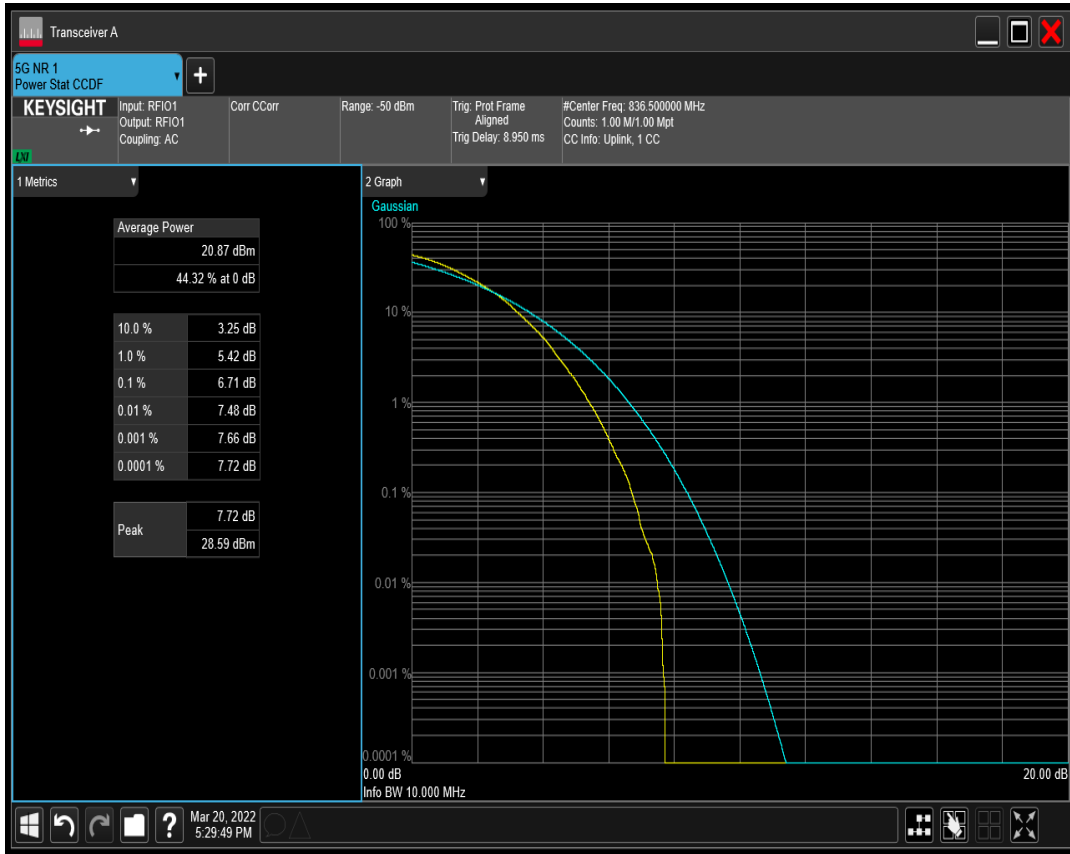 Transceiver A
5G NR 1
Power Stat CCDF
+
KEYSIGHT
LXI
Input: RFIO1
Output: RFIO1
Coupling: AC
Corr CCorr
Range: -50 dBm
Trig: Prot Frame
Aligned
Trig Delay: 8.950 ms
#Center Freq: 836.500000 MHz
Counts: 1.00 M/1.00 Mpt
CC Info: Uplink, 1 CC
1 Metrics
Average Power
20.87 dBm
44.32 % at 0 dB
10.0 % 3.25 dB
1.0 % 5.42 dB
0.1 % 6.71 dB
0.01 % 7.48 dB
0.001 % 7.66 dB
0.0001 % 7.72 dB
Peak 7.72 dB
28.59 dBm
2 Graph
Gaussian
100 %
10 %
1 %
0.1 %
0.01 %
0.001 %
0.0001 %
0.00 dB 20.00 dB
Info BW 10.000 MHz
?
Mar 20, 2022
5:29:49 PM